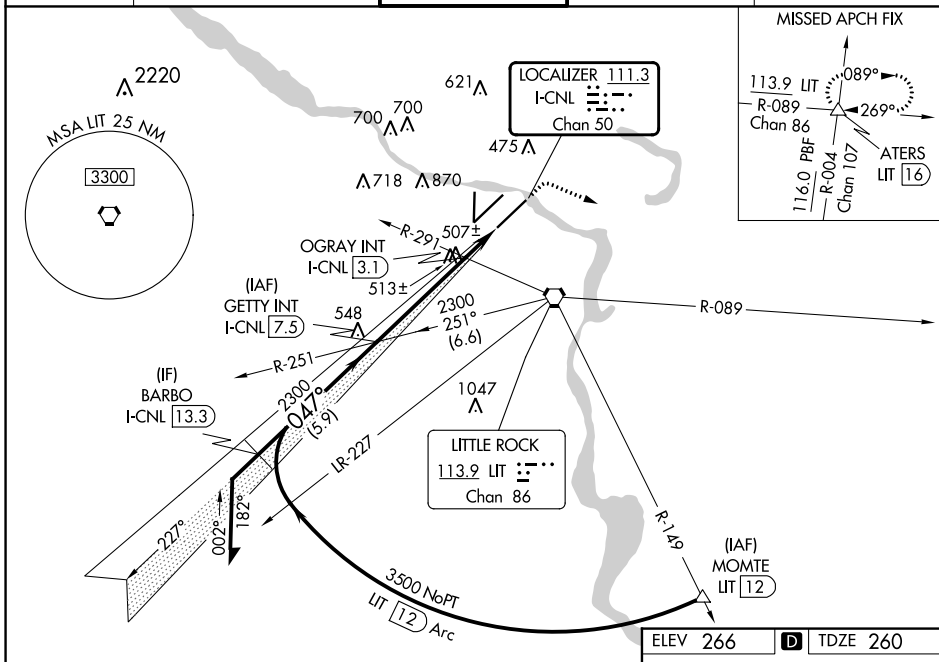 MISSED APCH FIX
113.9 LIT
R-089
Chan 86
089°
269°
116.0 PBF
R-004
Chan 107
ATERS
LIT 16
2220
MSA LIT 25 NM
3300
621
700
700
475
718
870
LOCALIZER 111.3
I-CNL
Chan 50
507±
R-291
OGRAY INT
I-CNL 3.1
513±
(IAF)
GETTY INT
I-CNL 7.5
548
2300
251°
(6.6)
R-251
R-089
(IF)
BARBO
I-CNL 13.3
2300
047°
(5.9)
1047
LR-227
LITTLE ROCK
113.9 LIT
Chan 86
227°
002°
182°
R-149
(IAF)
MOMTE
LIT 12
3500 NoPT
LIT 12 Arc
ELEV 266
D
TDZE 260